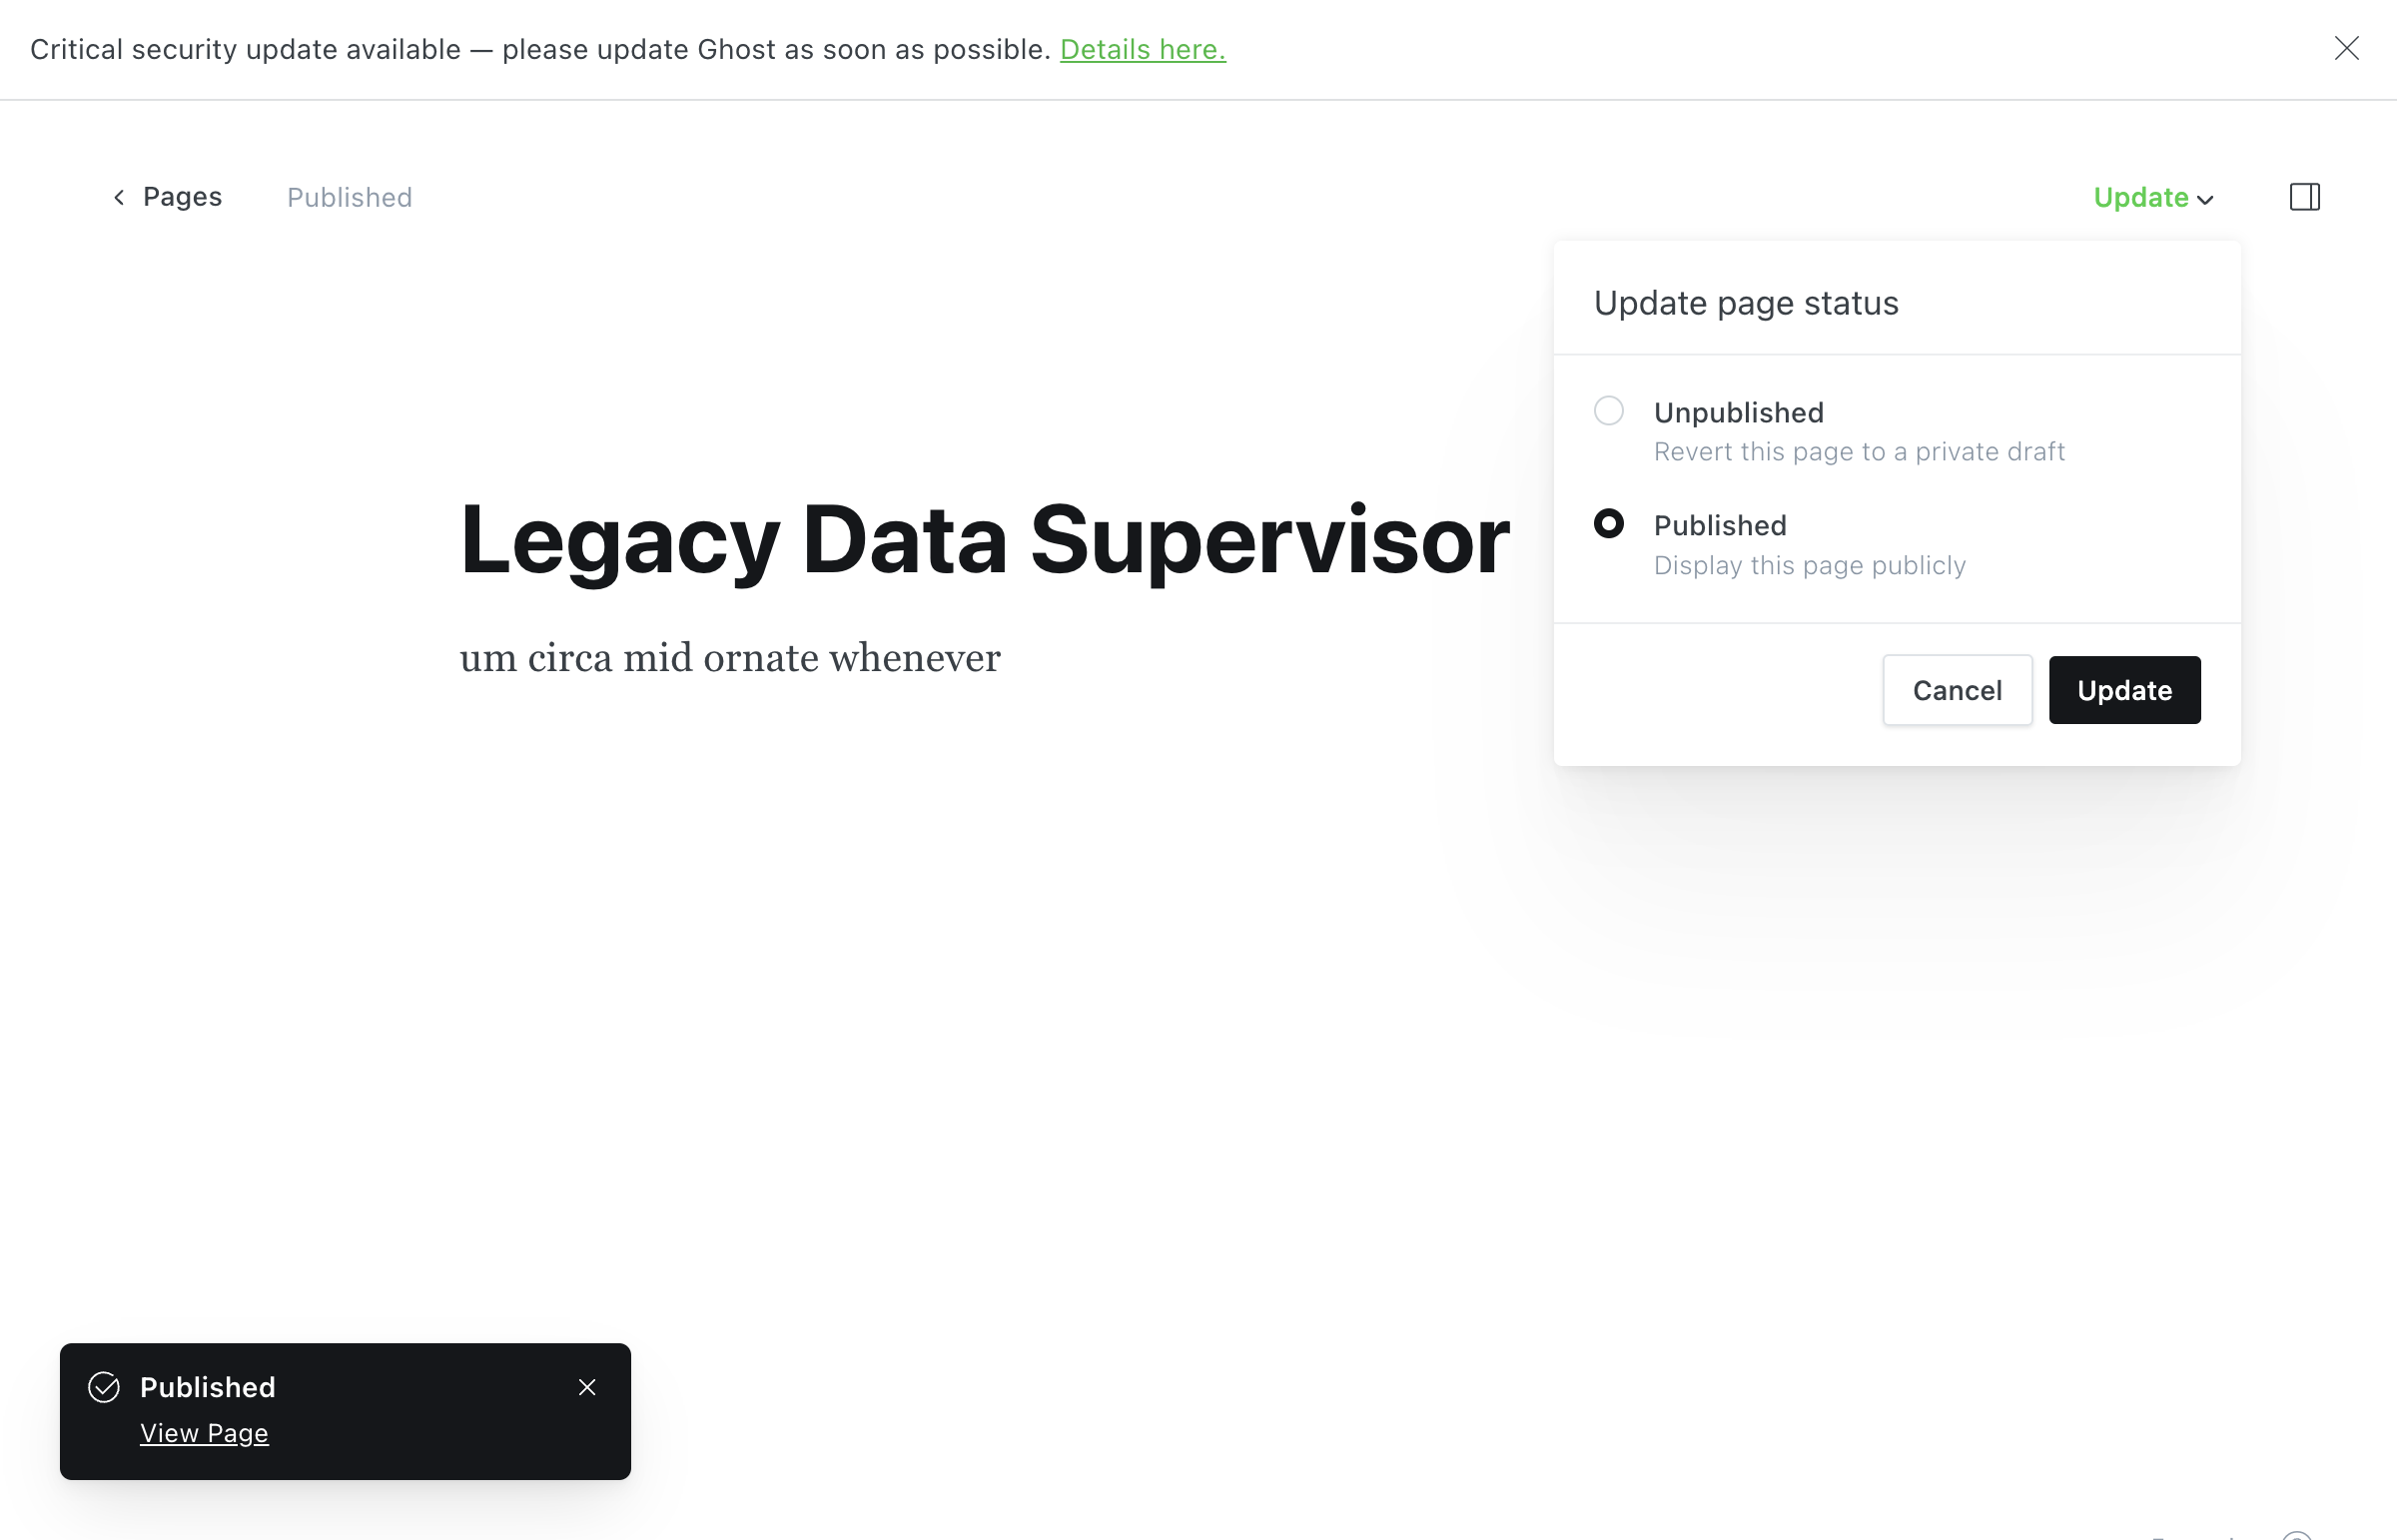 Critical security update available — please update Ghost as soon as possible. Details here.
Pages
Published
Update
Update page status
Unpublished
Revert this page to a private draft
Published
Display this page publicly
Cancel
Update
Legacy Data Supervisor
um circa mid ornate whenever
Published
View Page